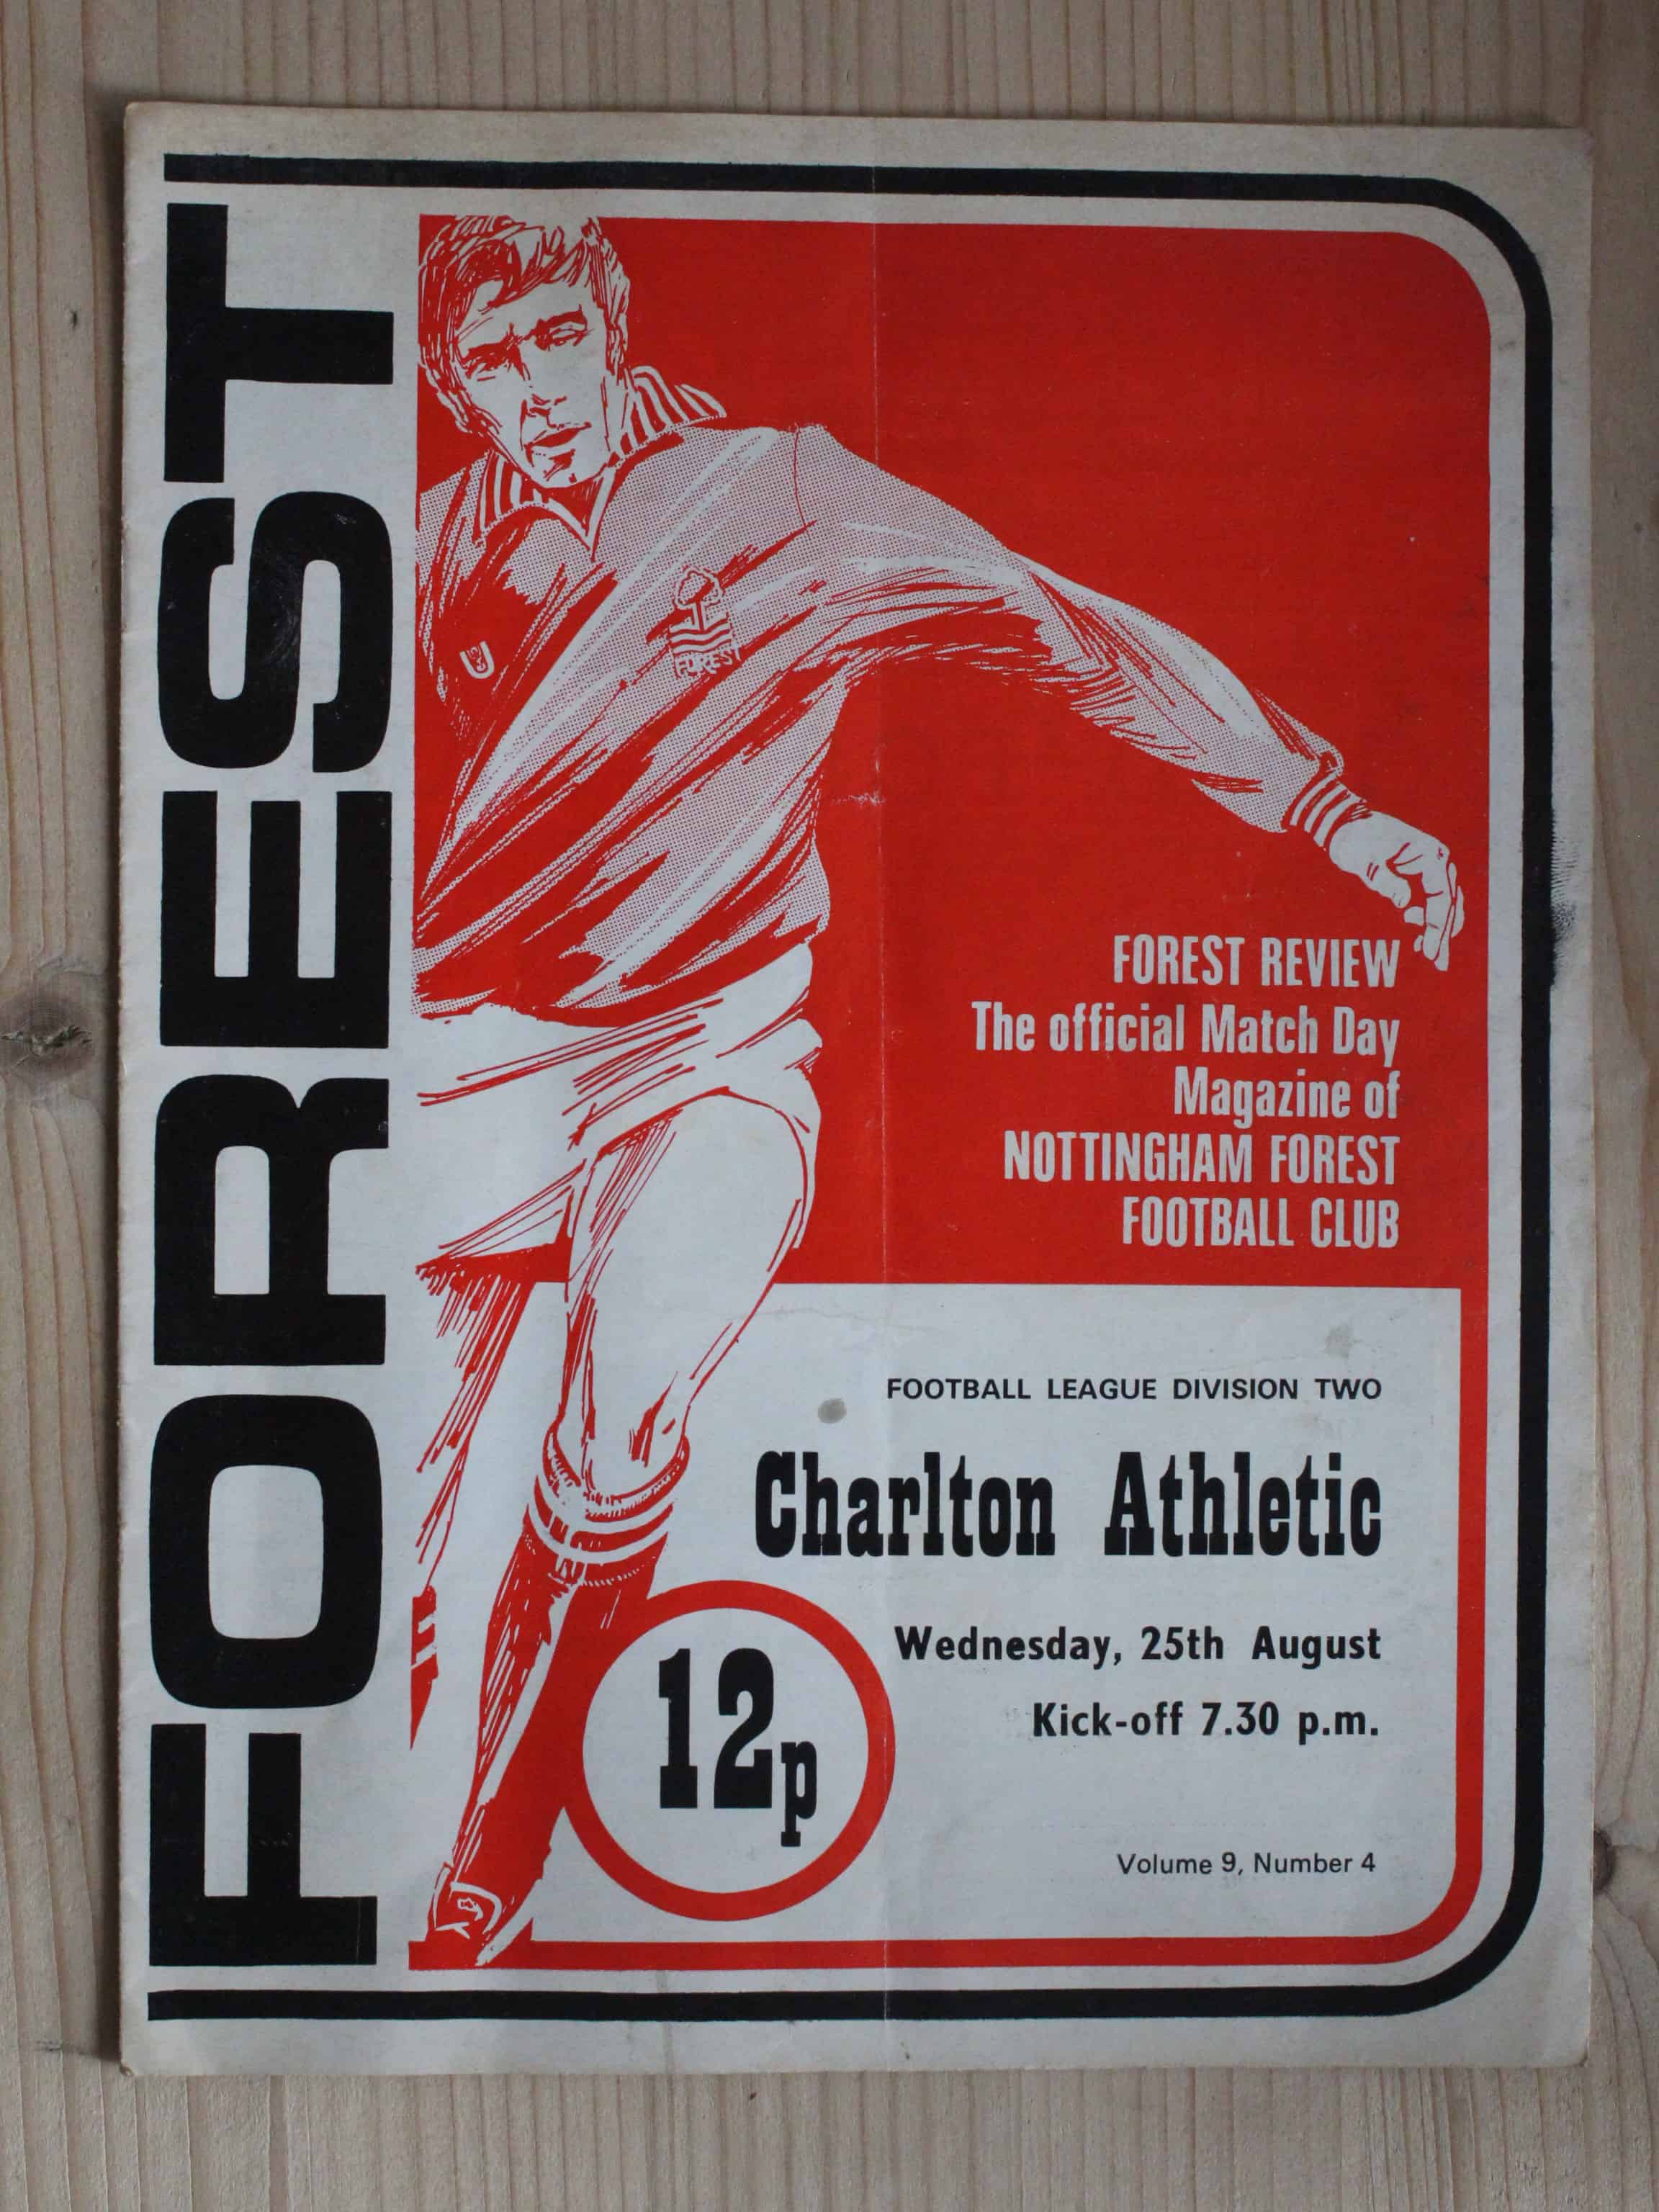 FOREST
FOREST
FOREST REVIEW
The official Match Day
Magazine of
NOTTINGHAM FOREST
FOOTBALL CLUB
FOOTBALL LEAGUE DIVISION TWO
Charlton Athletic
Wednesday, 25th August
Kick-off 7.30 p.m.
12p
Volume 9, Number 4